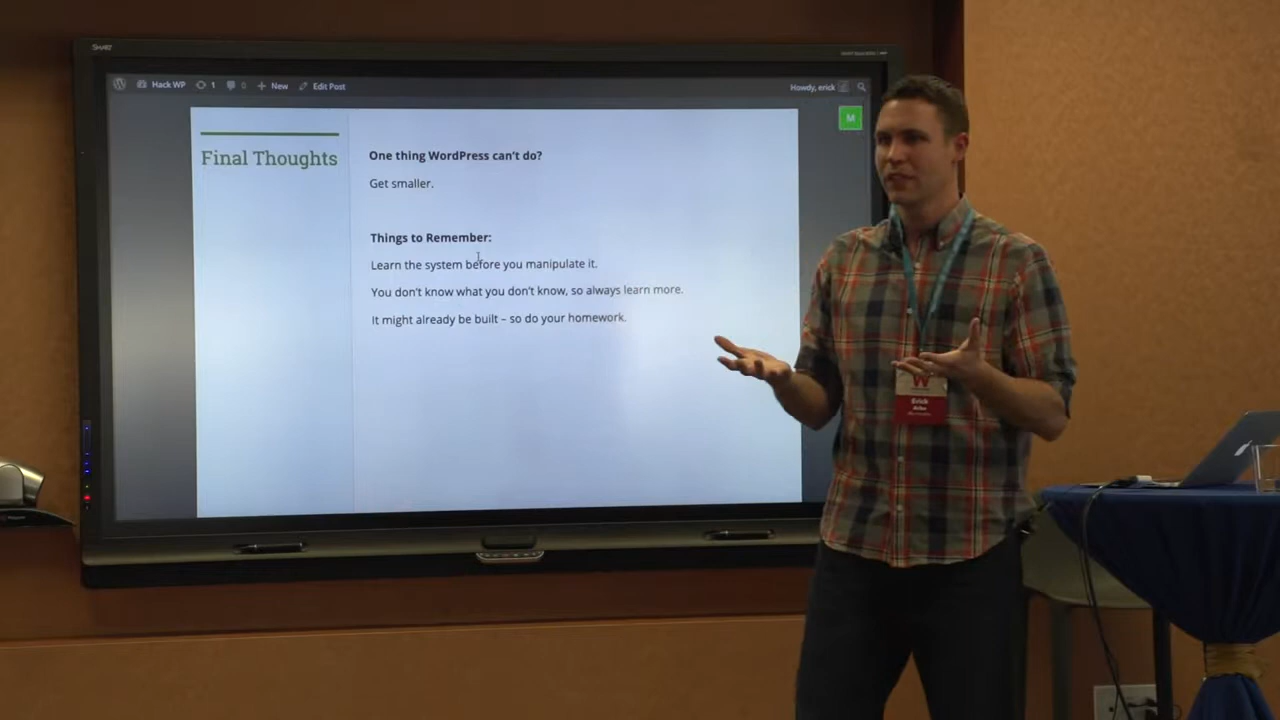 SMART
Hack WP 1 0 + New Edit Post
Howdy, erick
M
Final Thoughts
One thing WordPress can't do?
Get smaller.
Things to Remember:
Learn the system before you manipulate it.
You don't know what you don't know, so always learn more.
It might already be built – so do your homework.
W
Erick